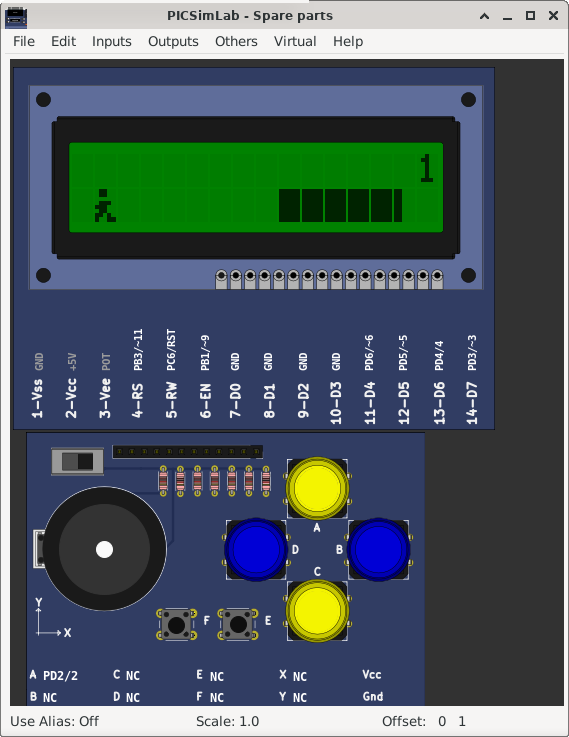 PICSimLab - Spare parts
File Edit Inputs Outputs Others Virtual Help
1
1-Vss GND
2-Vcc +5V
3-Vee POT
4-RS PB3/~11
5-RW PC6/RST
6-EN PB1/~9
7-D0 GND
8-D1 GND
9-D2 GND
10-D3 GND
11-D4 PD6/~6
12-D5 PD5/~5
13-D6 PD4/4
14-D7 PD3/~3
A
D B
C
Y
X
F E
A PD2/2 C NC E NC X NC Vcc
B NC D NC F NC Y NC Gnd
Use Alias: Off Scale: 1.0 Offset: 0 1